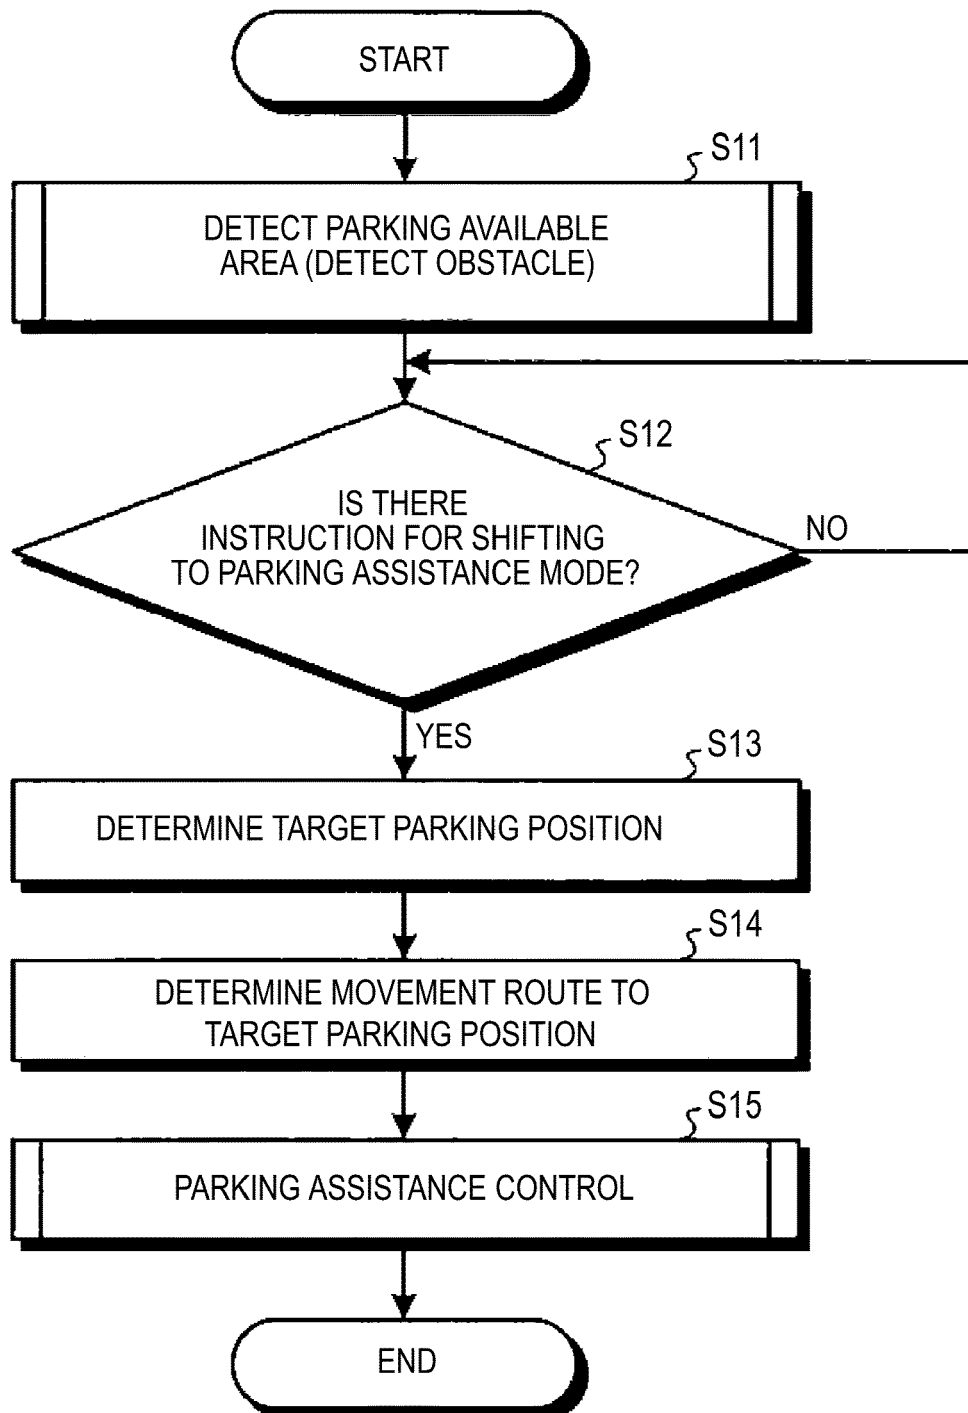 START
S11
DETECT PARKING AVAILABLE
AREA (DETECT OBSTACLE)
S12
IS THERE
INSTRUCTION FOR SHIFTING
TO PARKING ASSISTANCE MODE?
NO
YES
S13
DETERMINE TARGET PARKING POSITION
S14
DETERMINE MOVEMENT ROUTE TO
TARGET PARKING POSITION
S15
PARKING ASSISTANCE CONTROL
END